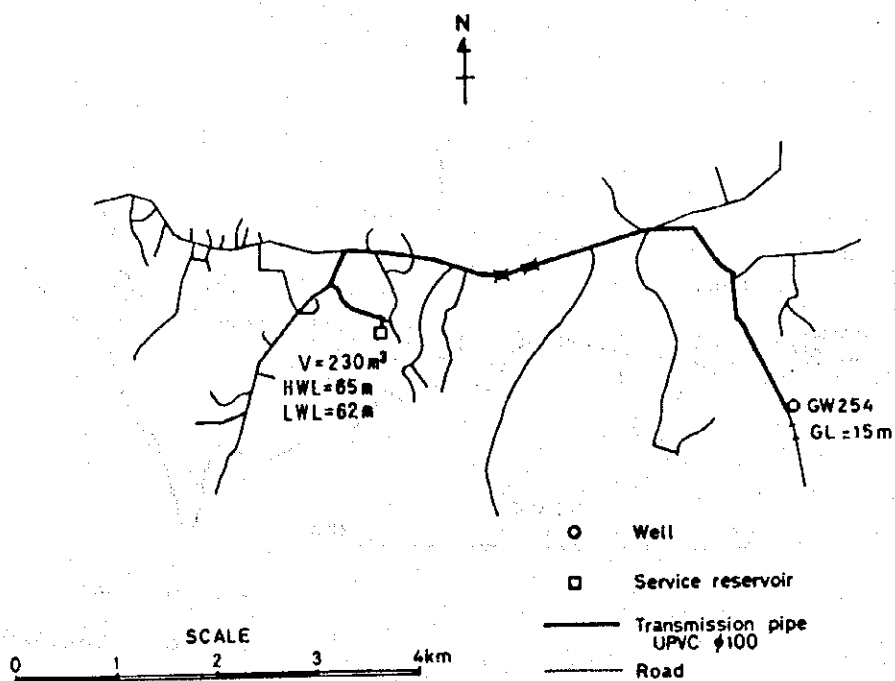 N
V=230m³
HWL=65m
LWL=62m
GW254
GL=15m
Well
Service reservoir
Transmission pipe
UPVC ϕ100
Road
SCALE
0 1 2 3 4km